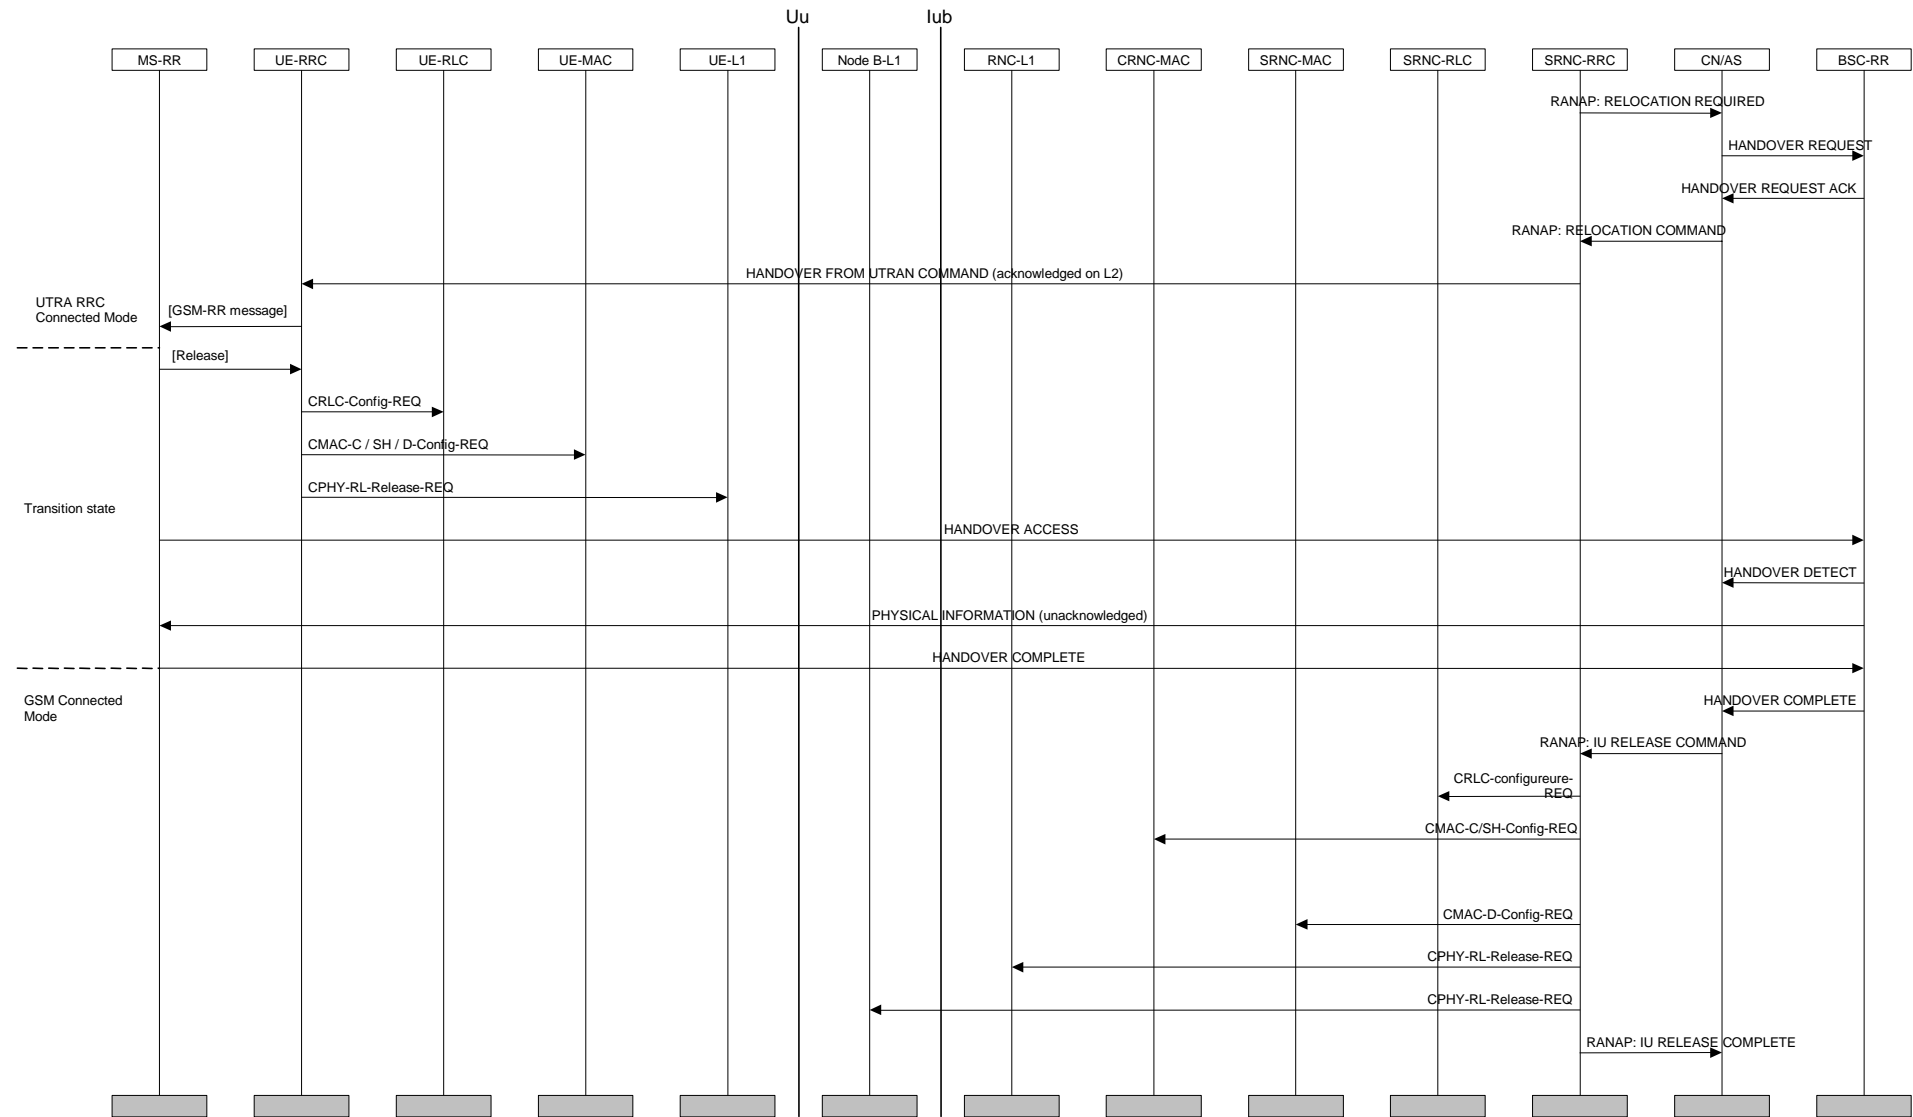 Uu
Iub
MS-RR
UE-RRC
UE-RLC
UE-MAC
UE-L1
Node B-L1
RNC-L1
CRNC-MAC
SRNC-MAC
SRNC-RLC
SRNC-RRC
CN/AS
BSC-RR
RANAP: RELOCATION REQUIRED
HANDOVER REQUEST
HANDOVER REQUEST ACK
RANAP: RELOCATION COMMAND
HANDOVER FROM UTRAN COMMAND (acknowledged on L2)
UTRA RRC
Connected Mode
[GSM-RR message]
[Release]
CRLC-Config-REQ
CMAC-C / SH / D-Config-REQ
CPHY-RL-Release-REQ
Transition state
HANDOVER ACCESS
HANDOVER DETECT
PHYSICAL INFORMATION (unacknowledged)
HANDOVER COMPLETE
GSM Connected
Mode
HANDOVER COMPLETE
RANAP: IU RELEASE COMMAND
CRLC-configureure-
REQ
CMAC-C/SH-Config-REQ
CMAC-D-Config-REQ
CPHY-RL-Release-REQ
CPHY-RL-Release-REQ
RANAP: IU RELEASE COMPLETE